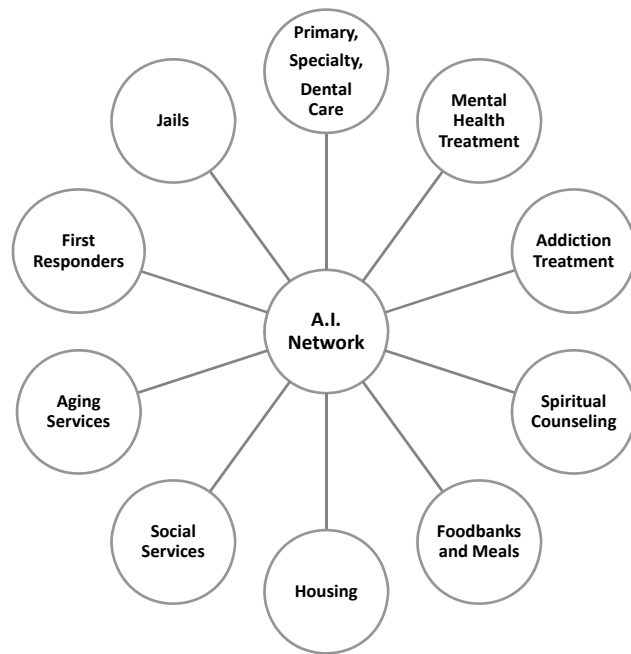 Primary,
Specialty,
Dental
Care
Mental
Health
Treatment
Addiction
Treatment
Spiritual
Counseling
Foodbanks
and Meals
Housing
Social
Services
Aging
Services
First
Responders
Jails
A.I.
Network